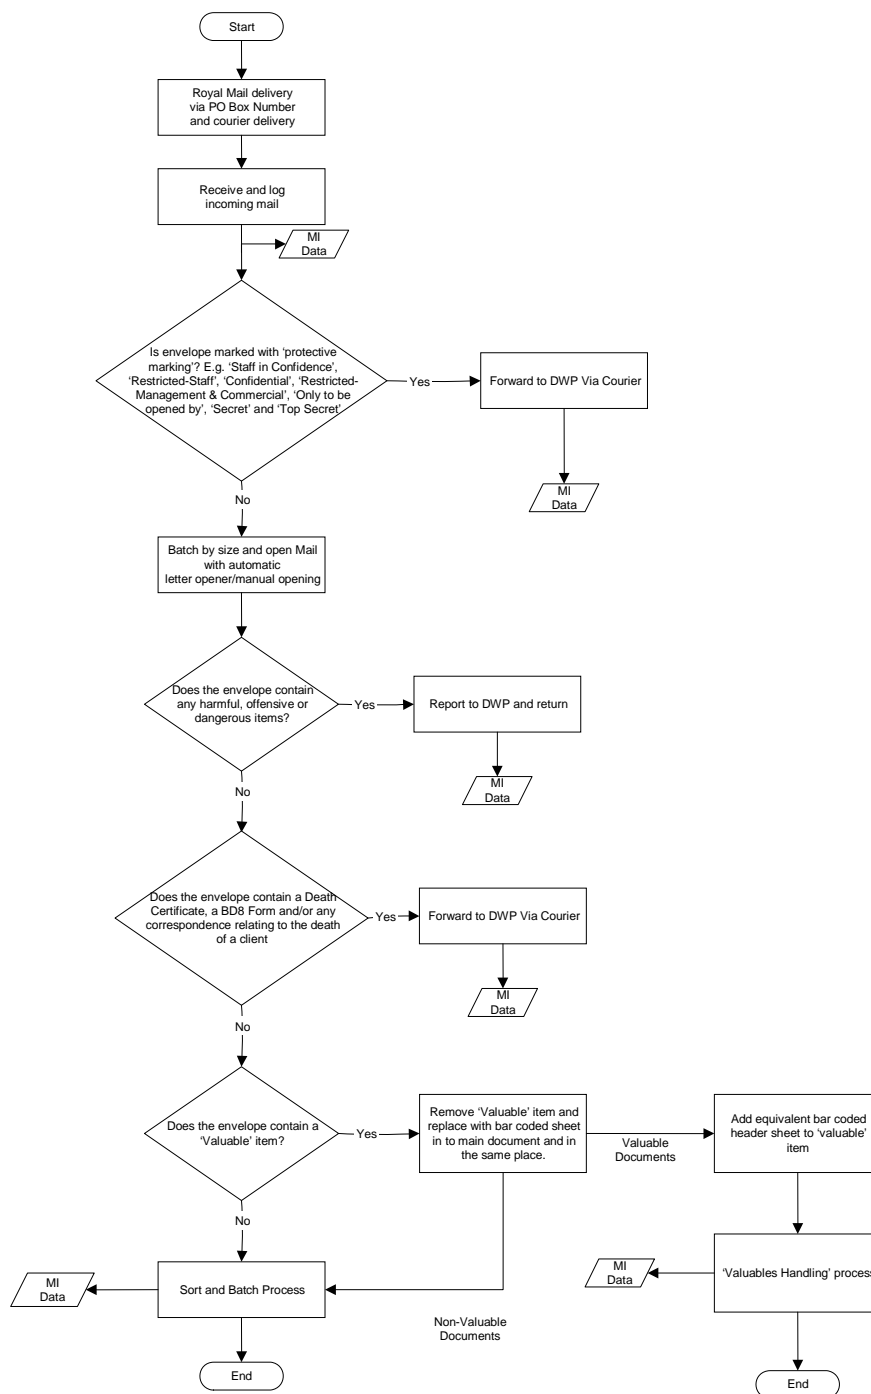 Start
Royal Mail delivery
via PO Box Number
and courier delivery
Receive and log
incoming mail
MI
Data
Is envelope marked with ‘protective
marking’? E.g. ‘Staff in Confidence’,
‘Restricted-Staff’, ‘Confidential’, ‘Restricted-
Management & Commercial’, ‘Only to be
opened by’, ‘Secret’ and ‘Top Secret’
Yes
Forward to DWP Via Courier
MI
Data
No
Batch by size and open Mail
with automatic
letter opener/manual opening
Does the envelope contain
any harmful, offensive or
dangerous items?
Yes
Report to DWP and return
MI
Data
No
Does the envelope contain a Death
Certificate, a BD8 Form and/or any
correspondence relating to the death
of a client
Yes
Forward to DWP Via Courier
MI
Data
No
Does the envelope contain a
‘Valuable’ item?
Yes
Remove ‘Valuable’ item and
replace with bar coded sheet
in to main document and in
the same place.
Valuable
Documents
Add equivalent bar coded
header sheet to ‘valuable’
item
No
MI
Data
Sort and Batch Process
Non-Valuable
Documents
MI
Data
‘Valuables Handling’ process
End
End